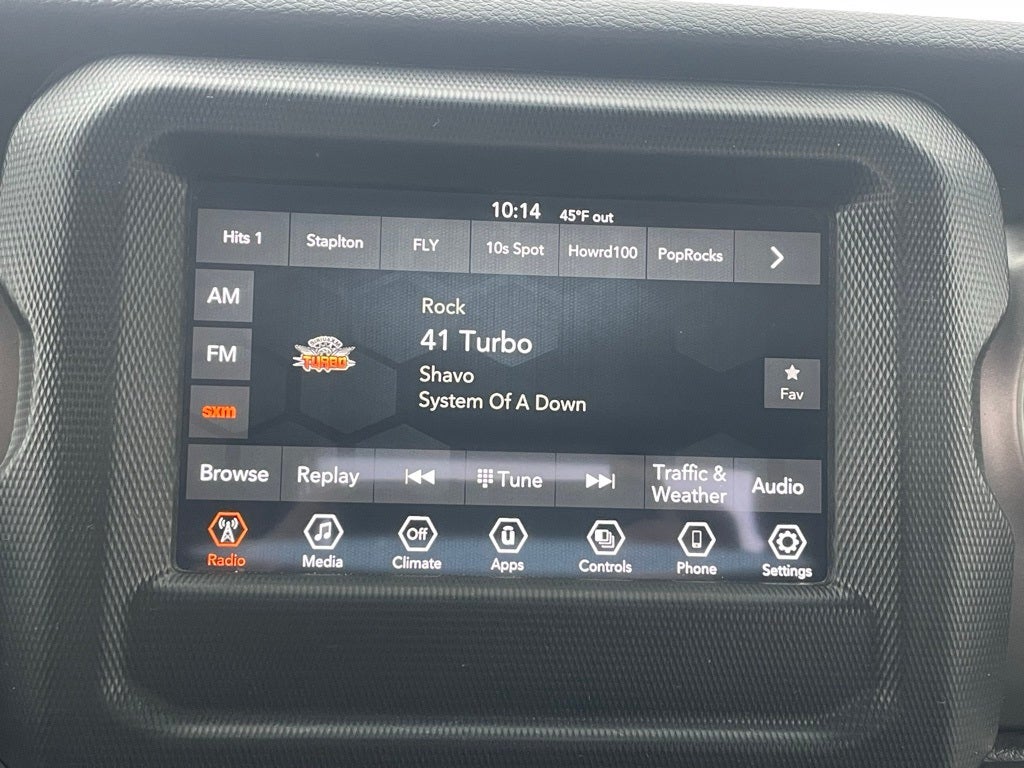 10:14 45°F out
Hits 1 Staplton FLY 10s Spot Howrd100 PopRocks
AM
FM
sxm
TURBO
Rock
41 Turbo
Shavo
System Of A Down
Fav
Browse Replay Tune Traffic & Weather Audio
Off
Radio Media Climate Apps Controls Phone Settings